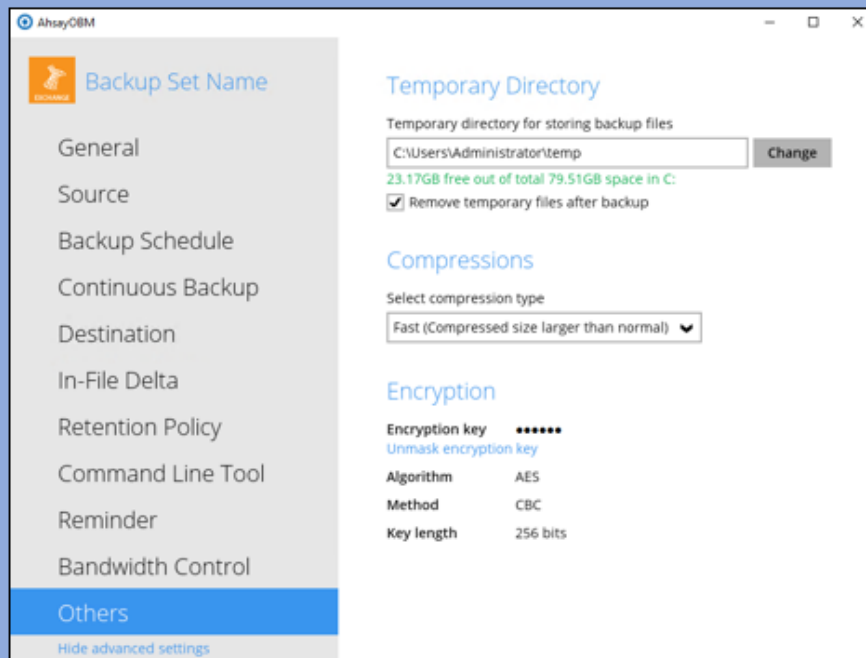 AhsayOBM
EXCHANGE
Backup Set Name
General
Source
Backup Schedule
Continuous Backup
Destination
In-File Delta
Retention Policy
Command Line Tool
Reminder
Bandwidth Control
Others
Hide advanced settings
Temporary Directory
Temporary directory for storing backup files
C:\Users\Administrator\temp
Change
23.17GB free out of total 79.51GB space in C:
Remove temporary files after backup
Compressions
Select compression type
Fast (Compressed size larger than normal)
Encryption
Encryption key ••••••
Unmask encryption key
Algorithm AES
Method CBC
Key length 256 bits